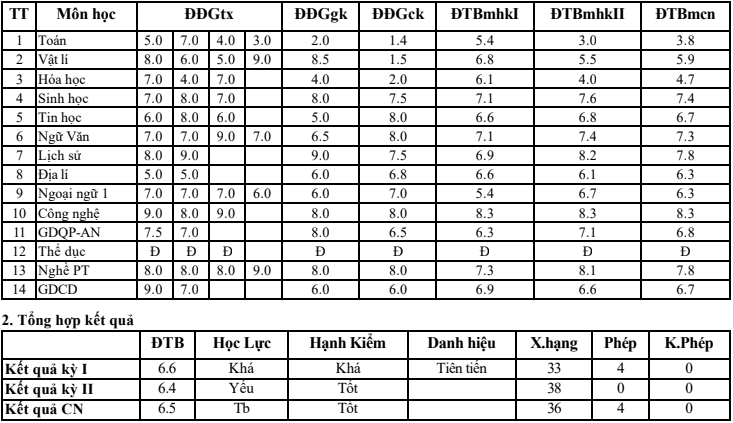 TT Môn học ĐĐGtx ĐĐGgk ĐĐGck ĐTBmhkI ĐTBmhkII ĐTBmcn
1 Toán 5.0 7.0 4.0 3.0 2.0 1.4 5.4 3.0 3.8
2 Vật lí 8.0 6.0 5.0 9.0 8.5 1.5 6.8 5.5 5.9
3 Hóa học 7.0 4.0 7.0 4.0 2.0 6.1 4.0 4.7
4 Sinh học 7.0 8.0 7.0 8.0 7.5 7.1 7.6 7.4
5 Tin học 6.0 8.0 6.0 5.0 8.0 6.6 6.8 6.7
6 Ngữ Văn 7.0 7.0 9.0 7.0 6.5 8.0 7.1 7.4 7.3
7 Lịch sử 8.0 9.0 9.0 7.5 6.9 8.2 7.8
8 Địa lí 5.0 5.0 6.0 6.8 6.6 6.1 6.3
9 Ngoại ngữ 1 7.0 7.0 7.0 6.0 6.0 7.0 5.4 6.7 6.3
10 Công nghệ 9.0 8.0 9.0 8.0 8.0 8.3 8.3 8.3
11 GDQP-AN 7.5 7.0 8.0 6.5 6.3 7.1 6.8
12 Thể dục Đ Đ Đ Đ Đ Đ Đ Đ
13 Nghề PT 8.0 8.0 8.0 9.0 8.0 8.0 7.3 8.1 7.8
14 GDCD 9.0 7.0 6.0 6.0 6.9 6.6 6.7
2. Tổng hợp kết quả
ĐTB Học Lực Hạnh Kiểm Danh hiệu X.hạng Phép K.Phép
Kết quả kỳ I 6.6 Khá Khá Tiên tiến 33 4 0
Kết quả kỳ II 6.4 Yếu Tốt 38 0 0
Kết quả CN 6.5 Tb Tốt 36 4 0